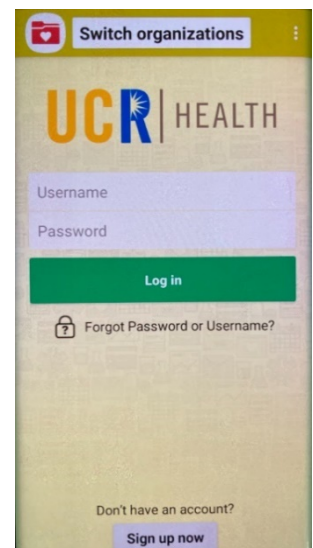 Switch organizations
UCR HEALTH
Username
Password
Log in
Forgot Password or Username?
Don't have an account?
Sign up now